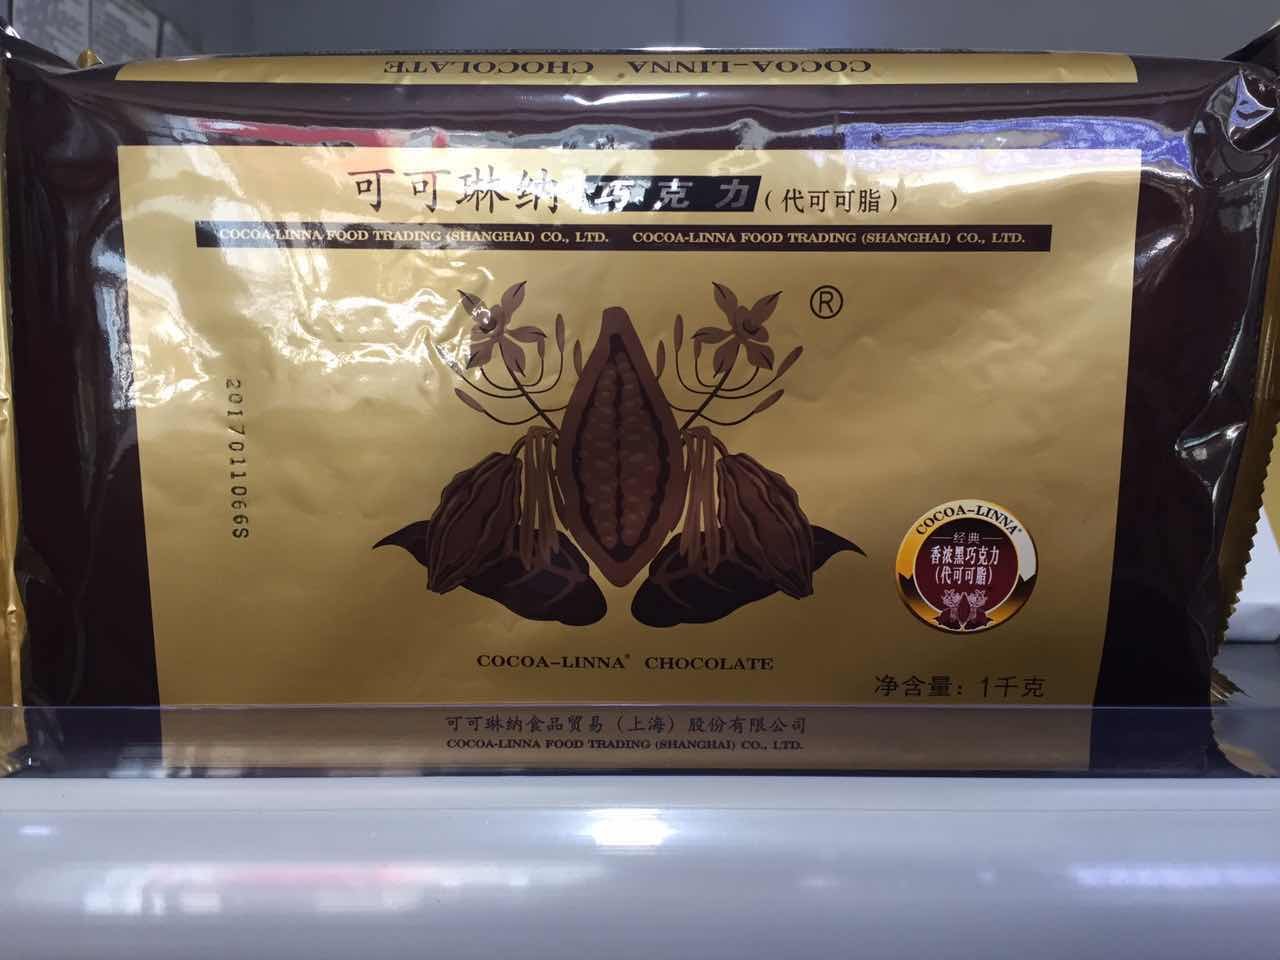 COCOA-LINNA® CHOCOLATE
可可琳纳 巧克力(代可可脂)
COCOA-LINNA FOOD TRADING (SHANGHAI) CO., LTD. COCOA-LINNA FOOD TRADING (SHANGHAI) CO., LTD.
®
2017011066S
COCOA-LINNA®
经典
香浓黑巧克力
(代可可脂)
COCOA-LINNA® CHOCOLATE
净含量：1千克
可可琳纳食品贸易（上海）股份有限公司
COCOA-LINNA FOOD TRADING (SHANGHAI) CO., LTD.